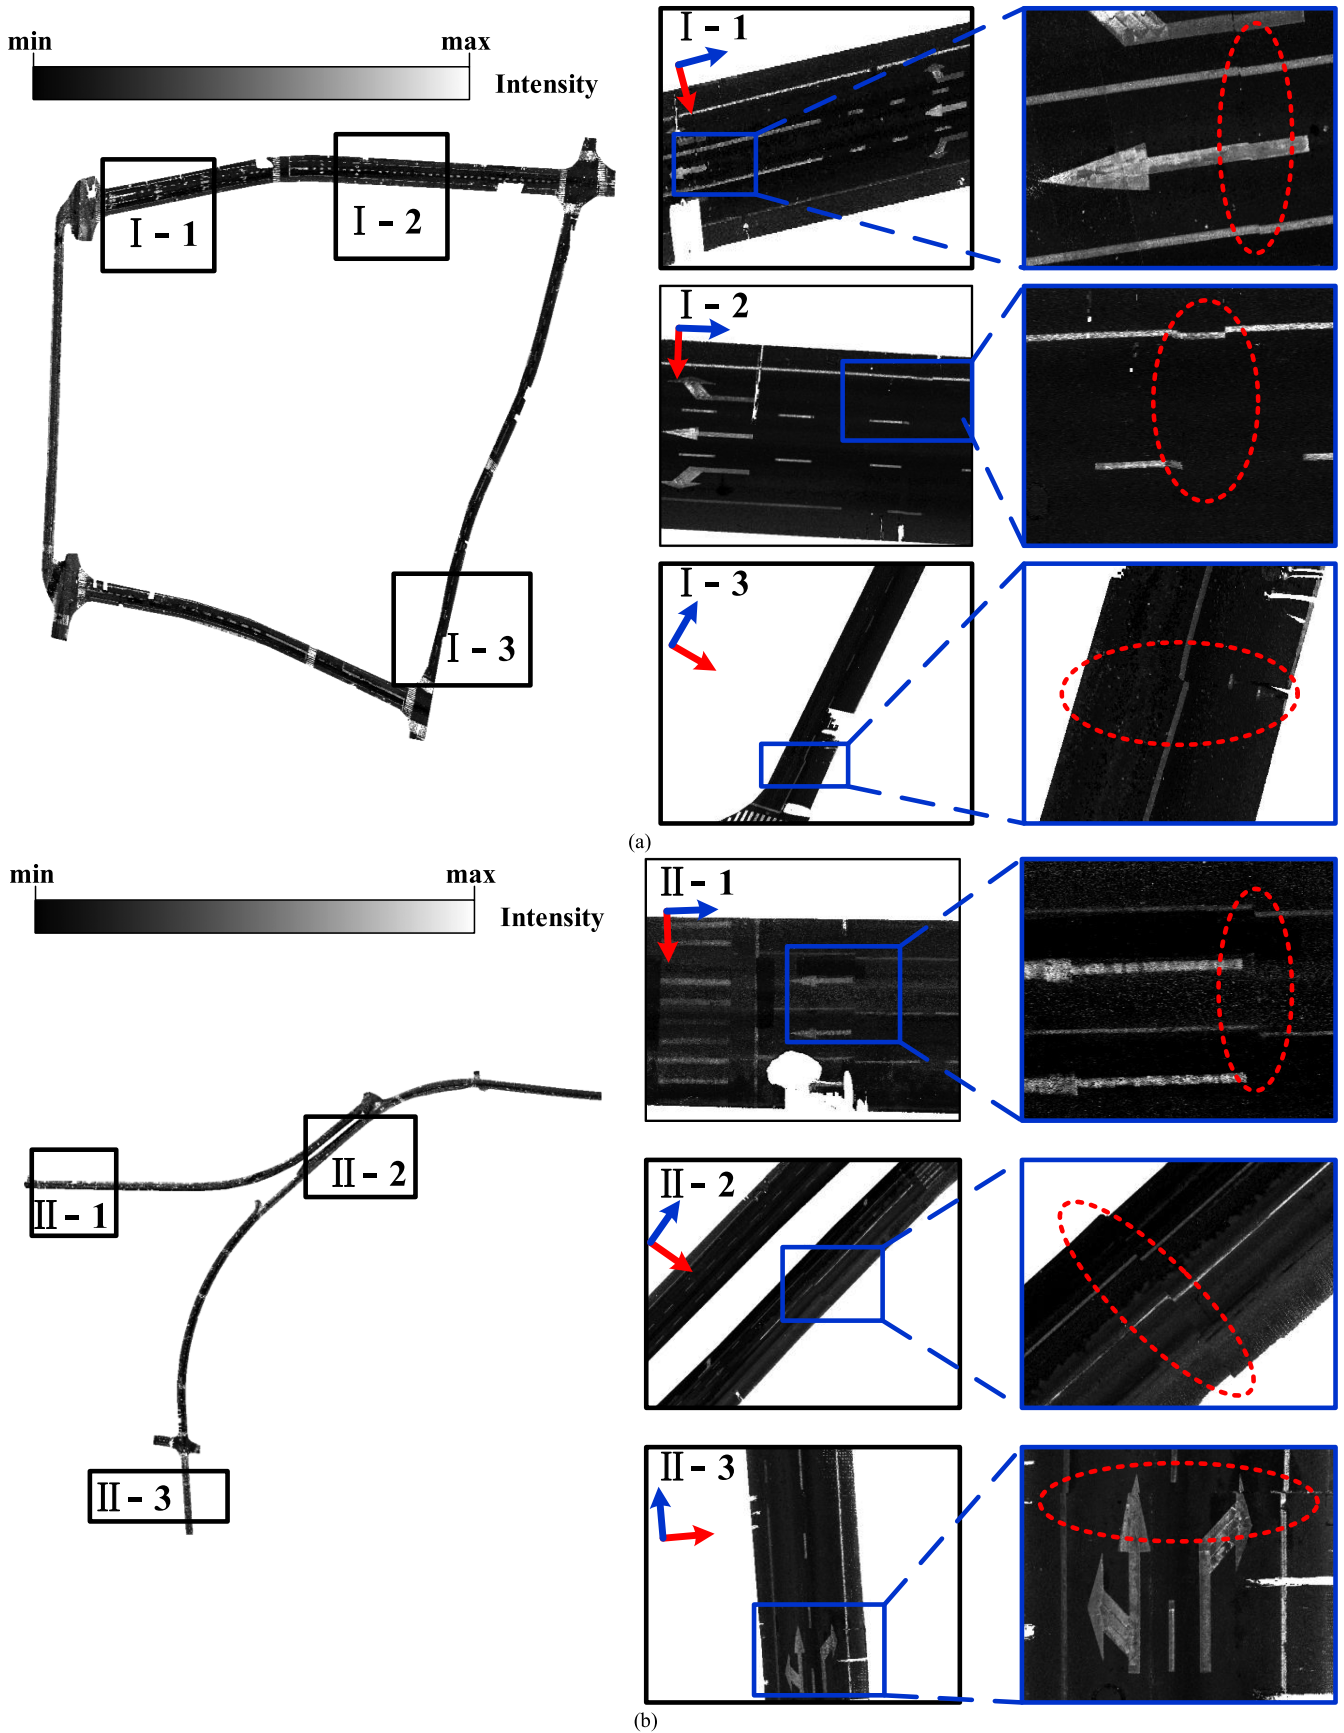 min max
Intensity
Ⅰ - 1
Ⅰ - 2
Ⅰ - 3
Ⅰ - 1
Ⅰ - 2
Ⅰ - 3
(a)
min max
Intensity
Ⅱ - 1
Ⅱ - 2
Ⅱ - 3
Ⅱ - 1
Ⅱ - 2
Ⅱ - 3
(b)